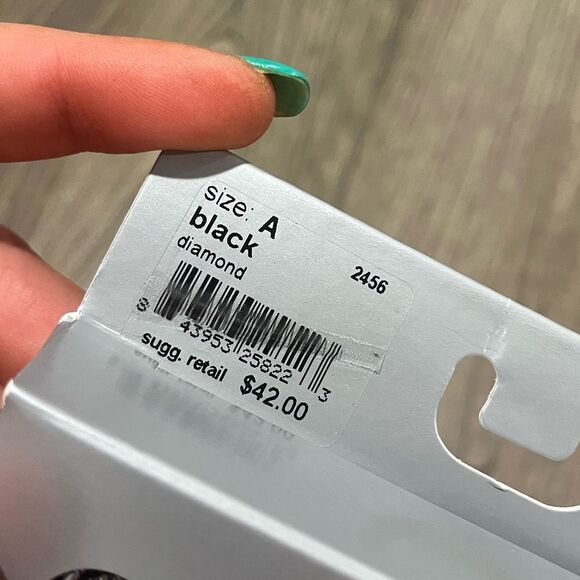 size: A
black
diamond
2456
8 43953 25822 3
sugg. retail
$42.00